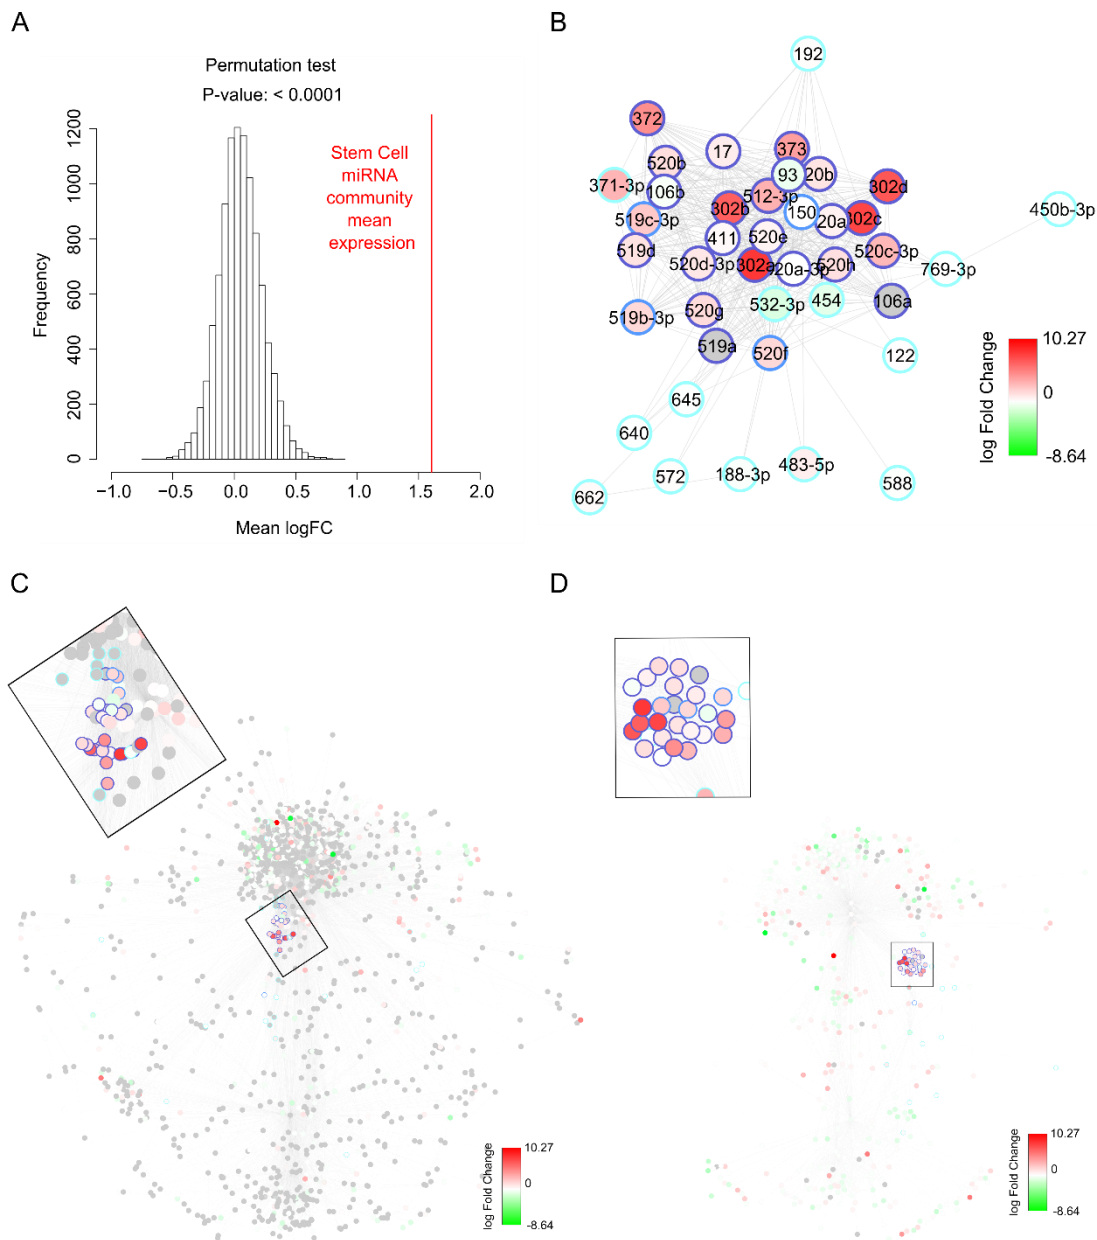 A
Permutation test
P-value: < 0.0001
Stem Cell
miRNA
community
mean
expression
Frequency
0
200
400
600
800
1000
1200
−1.0
−0.5
0.0
0.5
1.0
1.5
2.0
Mean logFC
B
192
372
17
373
520b
93
20b
371-3p
106b
512-3p
302d
302b
519c-3p
150
20a
302c
450b-3p
411
520e
519d
520c-3p
520d-3p
302a
520a-3p
520h
769-3p
532-3p
454
106a
519b-3p
520g
519a
520f
122
645
640
572
188-3p
483-5p
662
588
log Fold Change
10.27
0
-8.64
C
log Fold Change
10.27
0
-8.64
D
log Fold Change
10.27
0
-8.64